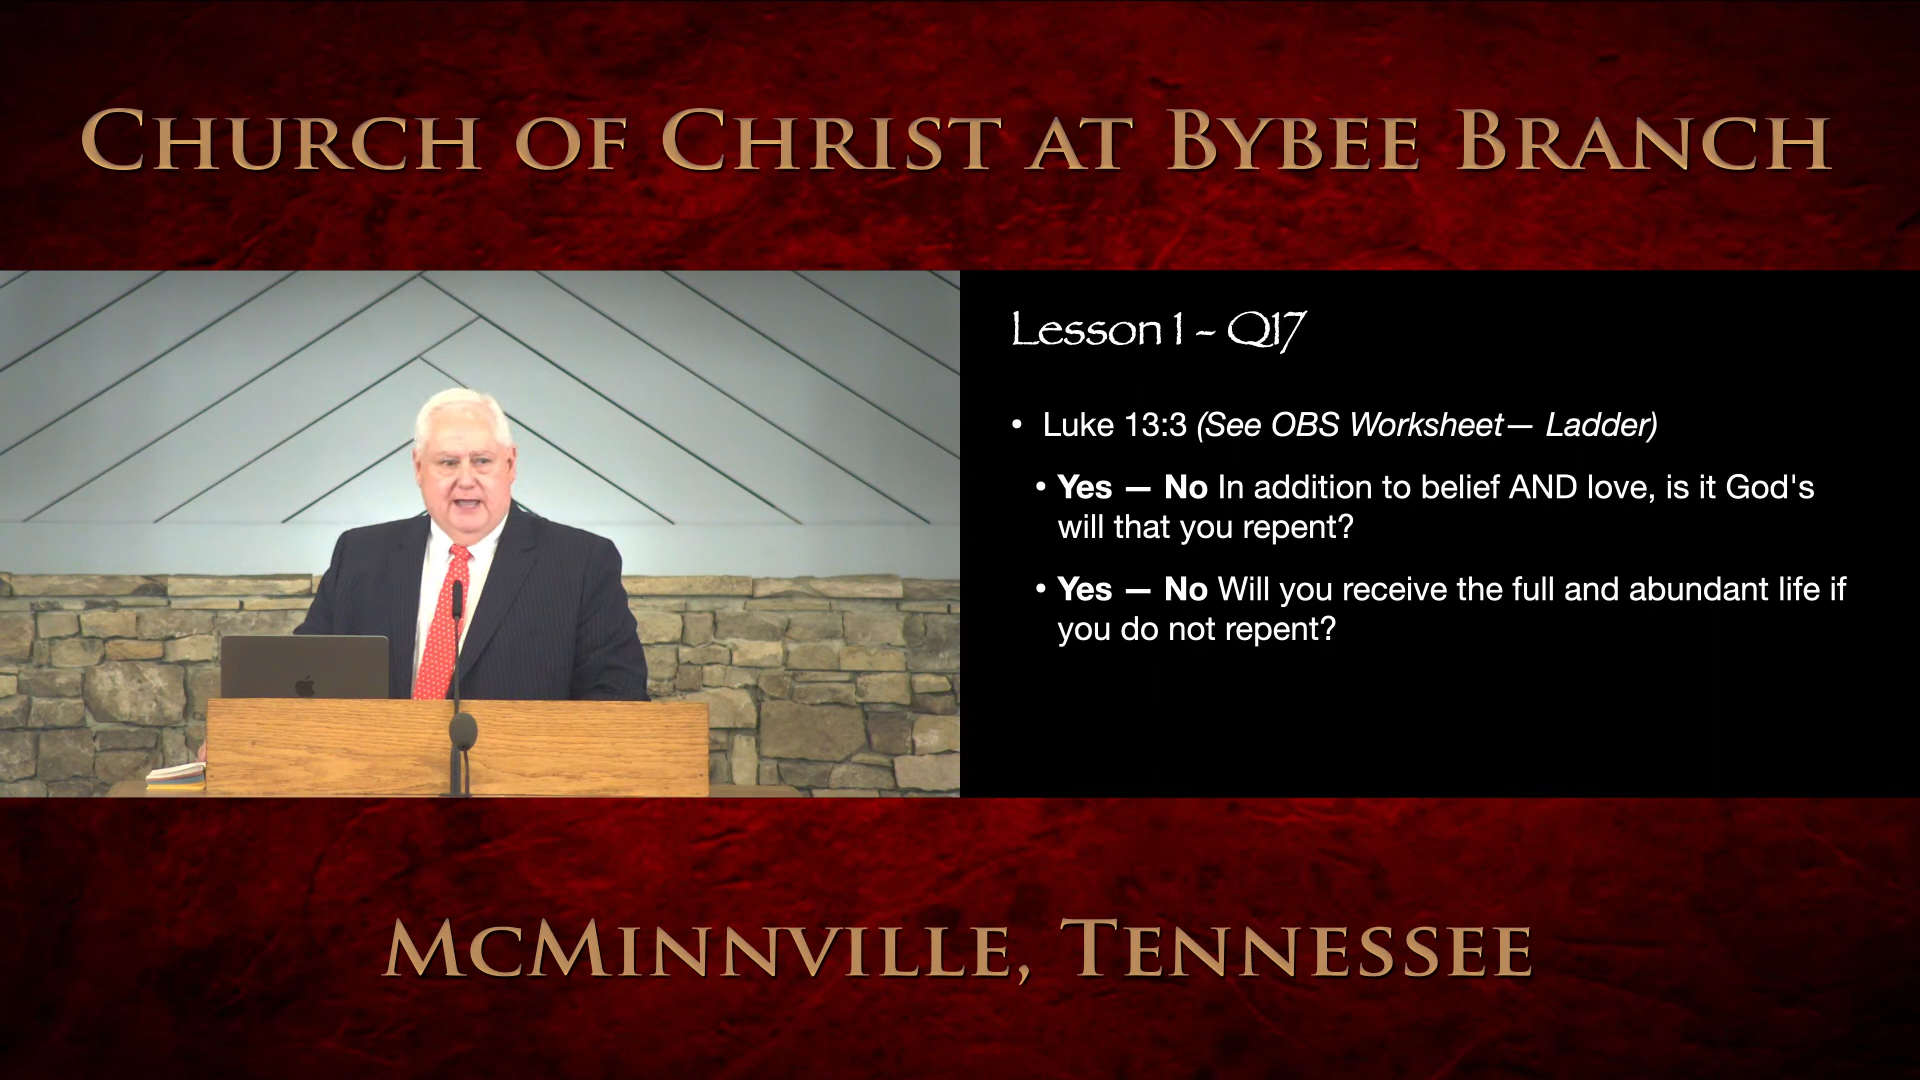 Church of Christ at Bybee Branch
Lesson 1 – Q17
• Luke 13:3 (See OBS Worksheet— Ladder)
• Yes — No In addition to belief AND love, is it God's
will that you repent?
• Yes — No Will you receive the full and abundant life if
you do not repent?
McMinnville, Tennessee